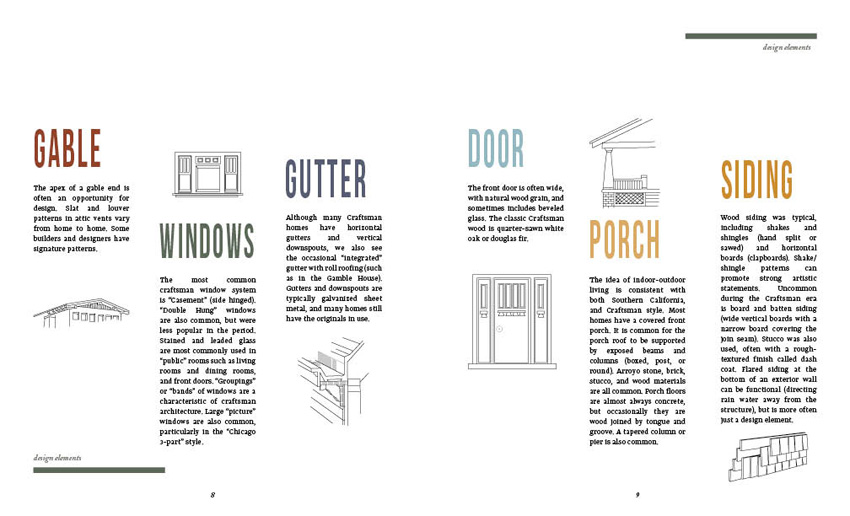 design elements
GABLE
The apex of a gable end is
often an opportunity for
design. Slat and louver
patterns in attic vents vary
from home to home. Some
builders and designers have
signature patterns.
WINDOWS
The most common
craftsman window system
is "Casement" (side hinged).
"Double Hung" windows
are also common, but were
less popular in the period.
Stained and leaded glass
are most commonly used in
"public" rooms such as living
rooms and dining rooms,
and front doors. "Groupings"
or "bands" of windows are a
characteristic of craftsman
architecture. Large "picture"
windows are also common,
particularly in the "Chicago
3-part" style.
GUTTER
Although many Craftsman
homes have horizontal
gutters and vertical
downspouts, we also see
the occasional "integrated"
gutter with roll roofing (such
as in the Gamble House).
Gutters and downspouts are
typically galvanized sheet
metal, and many homes still
have the originals in use.
DOOR
The front door is often wide,
with natural wood grain, and
sometimes includes beveled
glass. The classic Craftsman
wood is quarter-sawn white
oak or douglas fir.
PORCH
The idea of indoor-outdoor
living is consistent with
both Southern California,
and Craftsman style. Most
homes have a covered front
porch. It is common for the
porch roof to be supported
by exposed beams and
columns (boxed, post, or
round). Arroyo stone, brick,
stucco, and wood materials
are all common. Porch floors
are almost always concrete,
but occasionally they are
wood joined by tongue and
groove. A tapered column or
pier is also common.
SIDING
Wood siding was typical,
including shakes and
shingles (hand split or
sawed) and horizontal
boards (clapboards). Shake/
shingle patterns can
promote strong artistic
statements. Uncommon
during the Craftsman era
is board and batten siding
(wide vertical boards with a
narrow board covering the
join seam). Stucco was also
used, often with a rough-
textured finish called dash
coat. Flared siding at the
bottom of an exterior wall
can be functional (directing
rain water away from the
structure), but is more often
just a design element.
design elements
8
9